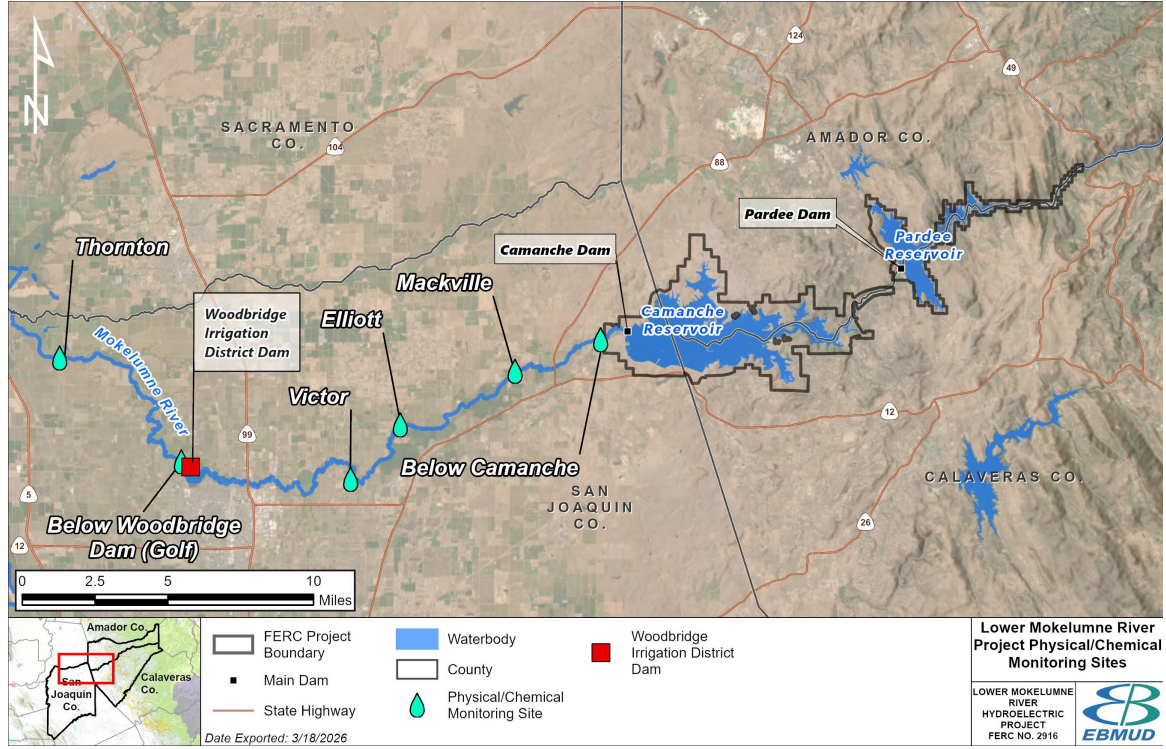 N
SACRAMENTO
CO.
104
124
49
AMADOR CO.
88
Pardee Dam
Pardee
Reservoir
Thornton
Camanche Dam
Mackville
Camanche
Reservoir
Woodbridge
Irrigation
District Dam
Elliott
Mokelumne River
Victor
99
12
Below Camanche
CALAVERAS CO.
5
SAN
JOAQUIN
CO.
26
Below Woodbridge
Dam (Golf)
12
0 2.5 5 10
Miles
Amador Co.
San
Joaquin
Co.
Calaveras
Co.
FERC Project
Boundary
Main Dam
State Highway
Date Exported: 3/18/2026
Waterbody
County
Physical/Chemical
Monitoring Site
Woodbridge
Irrigation District
Dam
Lower Mokelumne River
Project Physical/Chemical
Monitoring Sites
LOWER MOKELUMNE
RIVER
HYDROELECTRIC
PROJECT
FERC NO. 2916
EBMUD